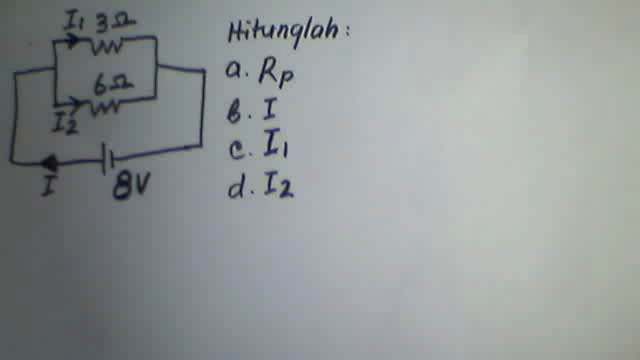 I1 3Ω
6Ω
I2
I
8V
Hitunglah :
a. Rp
b. I
c. I1
d. I2